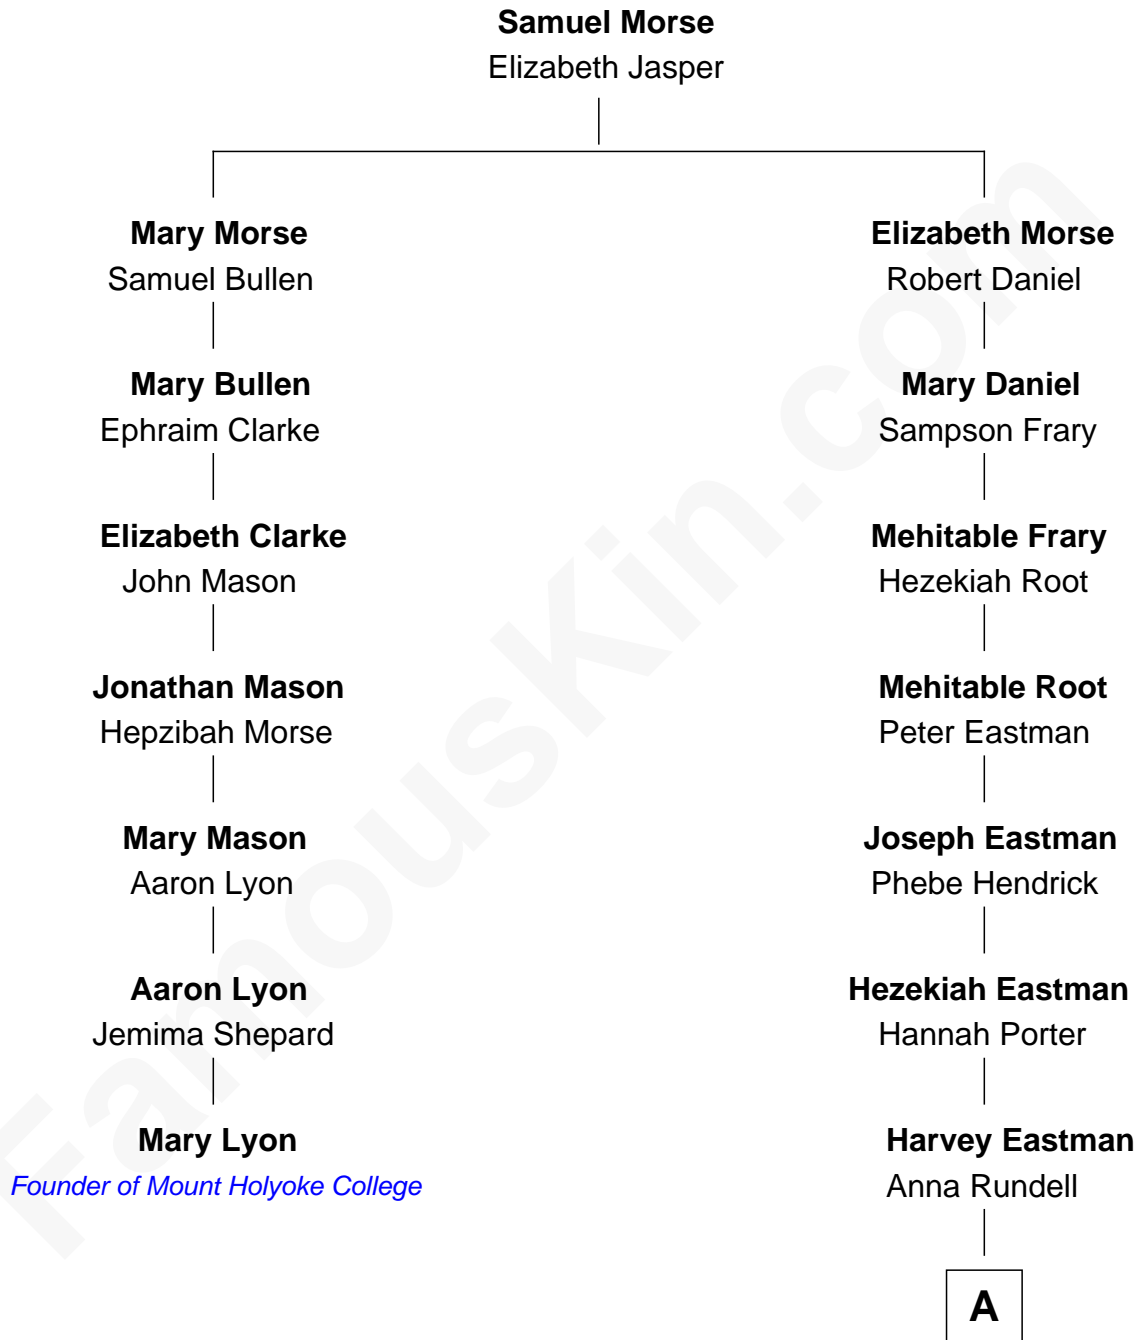 Samuel Morse
Elizabeth Jasper
Mary Morse
Samuel Bullen
Elizabeth Morse
Robert Daniel
Mary Bullen
Ephraim Clarke
Mary Daniel
Sampson Frary
Elizabeth Clarke
John Mason
Mehitable Frary
Hezekiah Root
Jonathan Mason
Hepzibah Morse
Mehitable Root
Peter Eastman
Mary Mason
Aaron Lyon
Joseph Eastman
Phebe Hendrick
Aaron Lyon
Jemima Shepard
Hezekiah Eastman
Hannah Porter
Mary Lyon
Founder of Mount Holyoke College
Harvey Eastman
Anna Rundell
A
FamousKin.com